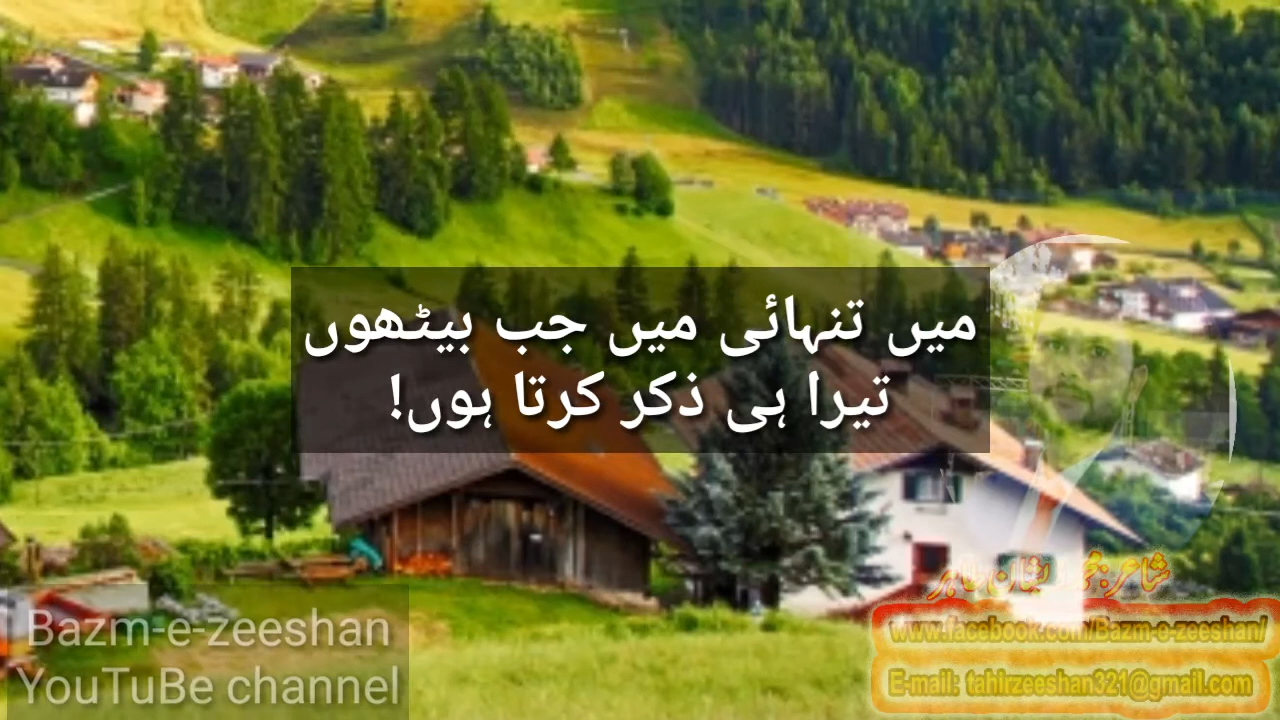 میں تنہائی میں جب بیٹھوں
تیرا ہی ذکر کرتا ہوں!
شاعر:
Bazm-e-zeeshan
YouTuBe channel
www.facebook.com/Bazm-e-zeeshan/
E-mail: tahirzeeshan321@gmail.com